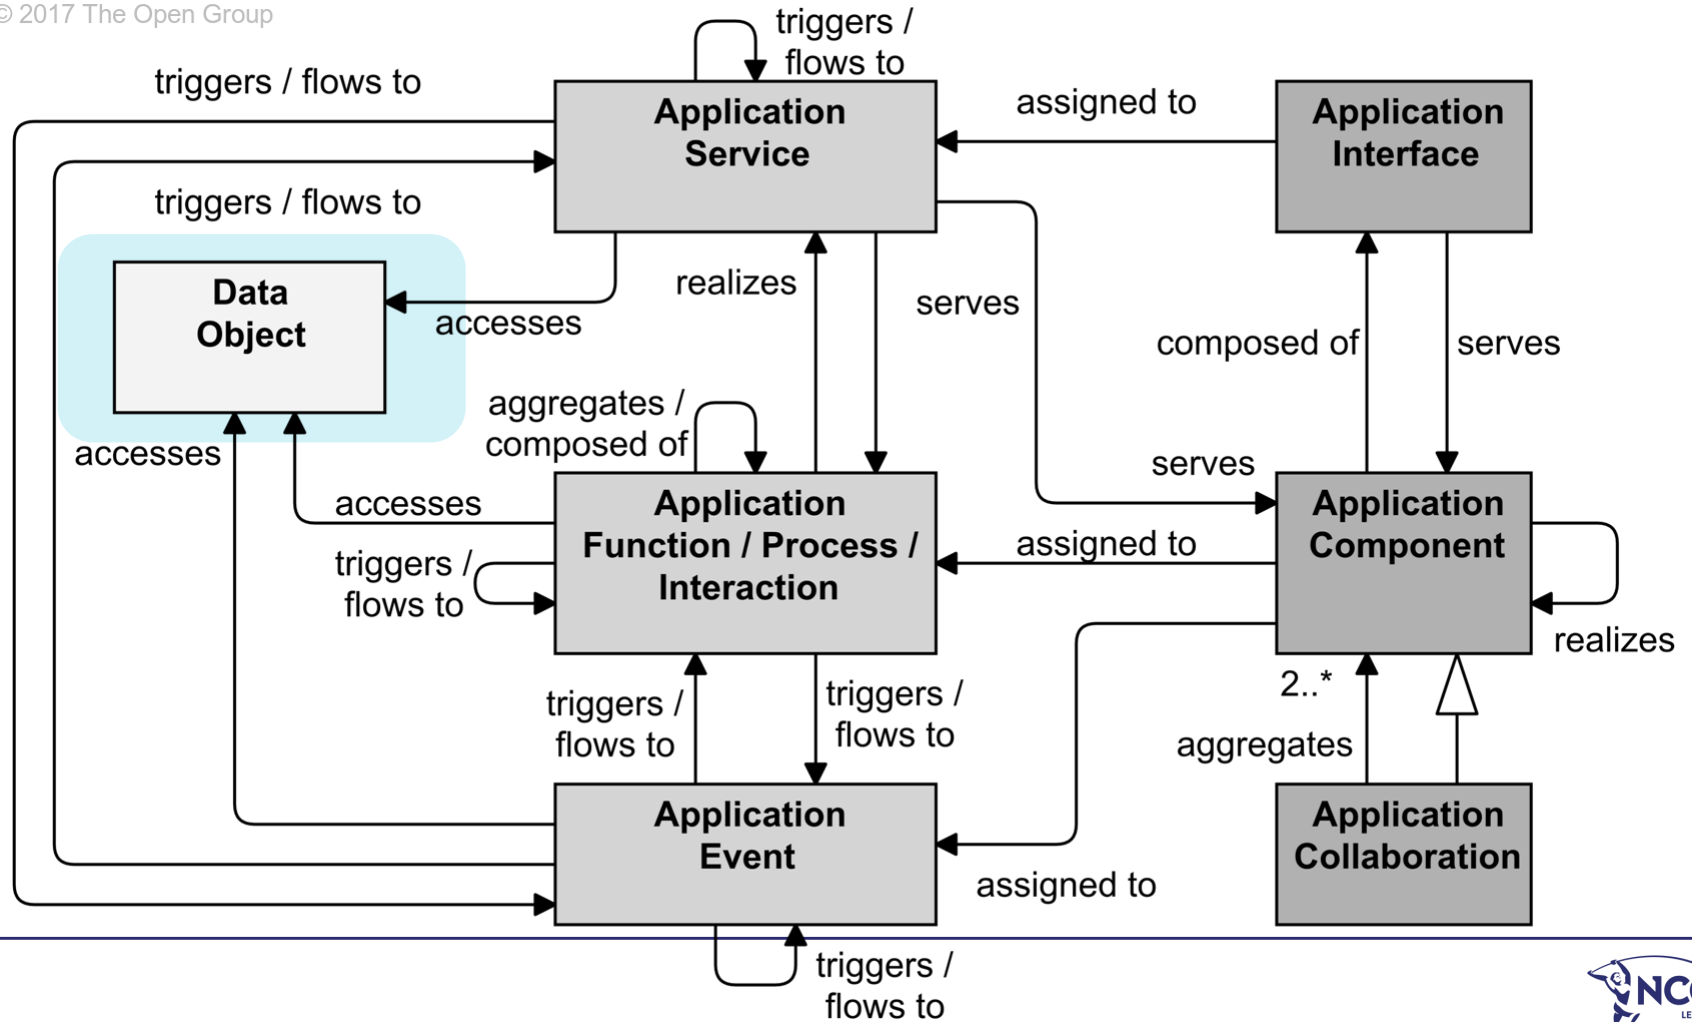 © 2017 The Open Group
triggers /
flows to
triggers / flows to
Application
Service
assigned to
Application
Interface
triggers / flows to
Data
Object
accesses
realizes
serves
composed of
serves
aggregates /
composed of
accesses
accesses
serves
Application
Function / Process /
Interaction
assigned to
Application
Component
triggers /
flows to
realizes
triggers /
flows to
triggers /
flows to
2..*
aggregates
Application
Event
assigned to
Application
Collaboration
triggers /
flows to